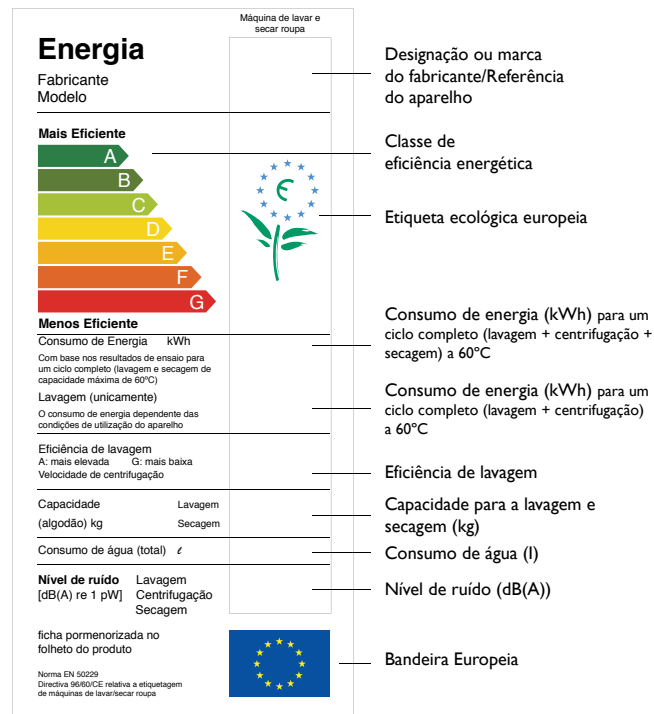 Máquina de lavar e
secar roupa
Energia
Fabricante
Modelo
Mais Eficiente
A
B
C
D
E
F
G
Menos Eficiente
Consumo de Energia kWh
Com base nos resultados de ensaio para
um ciclo completo (lavagem e secagem de
capacidade máxima de 60ºC)
Lavagem (unicamente)
O consumo de energia dependente das
condições de utilização do aparelho
Eficiência de lavagem
A: mais elevada G: mais baixa
Velocidade de centrifugação
Capacidade Lavagem
(algodão) kg Secagem
Consumo de água (total) ℓ
Nível de ruído Lavagem
[dB(A) re 1 pW] Centrifugação
Secagem
ficha pormenorizada no
folheto do produto
Norma EN 50229
Directiva 96/60/CE relativa a etiquetagem
de máquinas de lavar/secar roupa
Designação ou marca
do fabricante/Referência
do aparelho
Classe de
eficiência energética
Etiqueta ecológica europeia
Consumo de energia (kWh) para um
ciclo completo (lavagem + centrifugação +
secagem) a 60ºC
Consumo de energia (kWh) para um
ciclo completo (lavagem + centrifugação)
a 60ºC
Eficiência de lavagem
Capacidade para a lavagem e
secagem (kg)
Consumo de água (l)
Nível de ruído (dB(A))
Bandeira Europeia